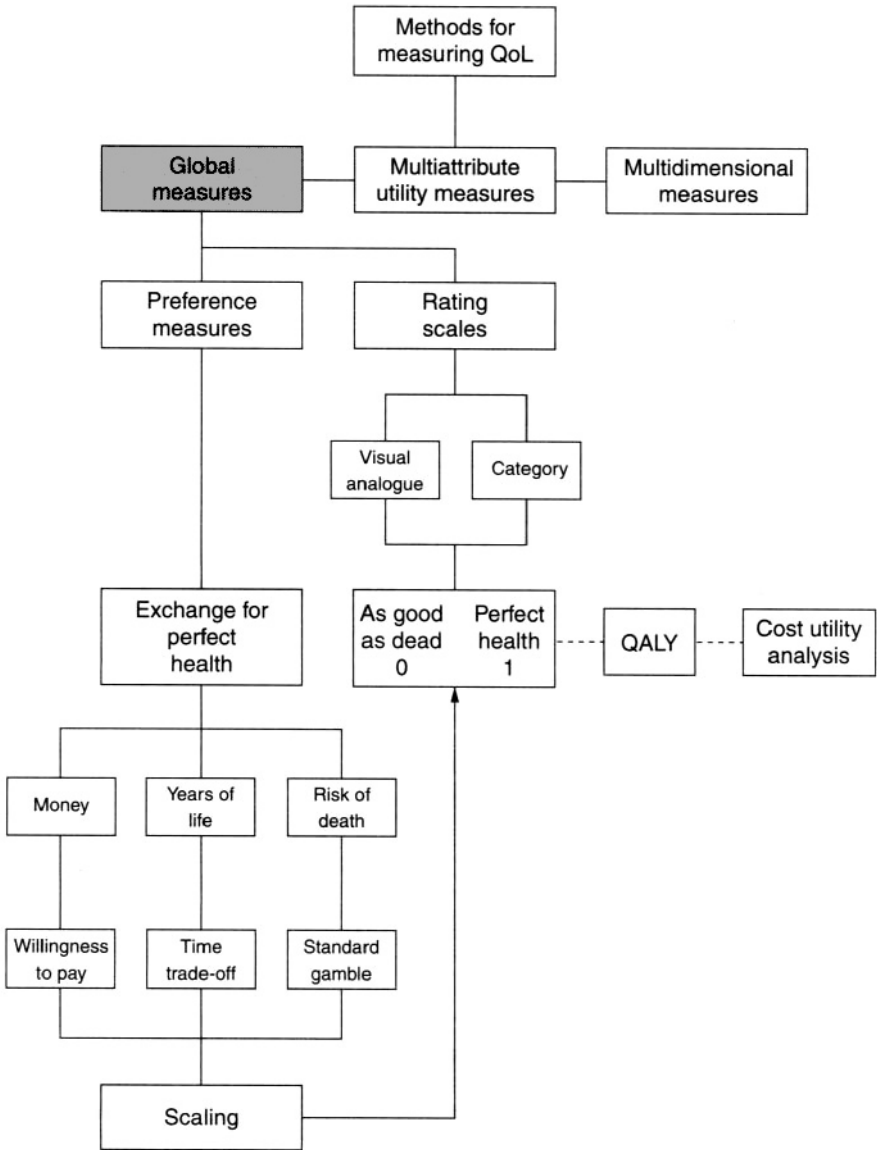 Methods for
measuring QoL
Global
measures
Multiattribute
utility measures
Multidimensional
measures
Preference
measures
Rating
scales
Visual
analogue
Category
Exchange for
perfect
health
As good
as dead
0
Perfect
health
1
QALY
Cost utility
analysis
Money
Years of
life
Risk of
death
Willingness
to pay
Time
trade-off
Standard
gamble
Scaling